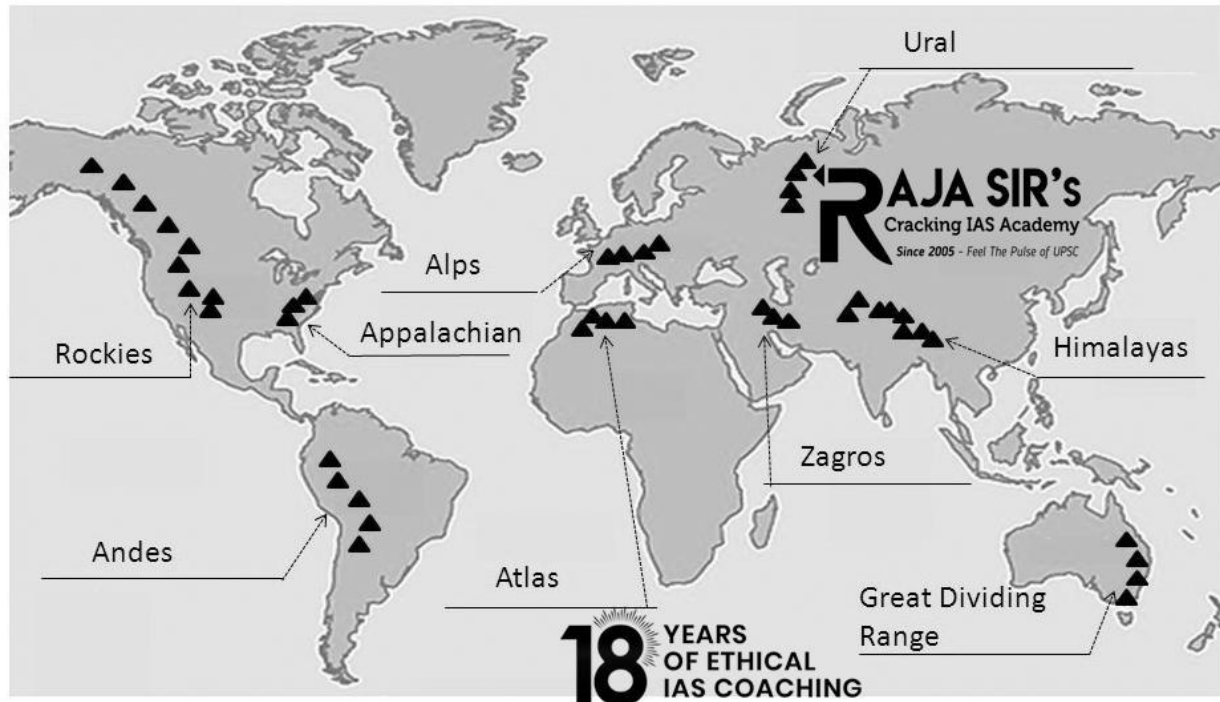 Ural
RAJA SIR's
Cracking IAS Academy
Since 2005 - Feel The Pulse of UPSC
Alps
Appalachian
Rockies
Himalayas
Zagros
Andes
Atlas
Great Dividing
Range
18 YEARS
OF ETHICAL
IAS COACHING